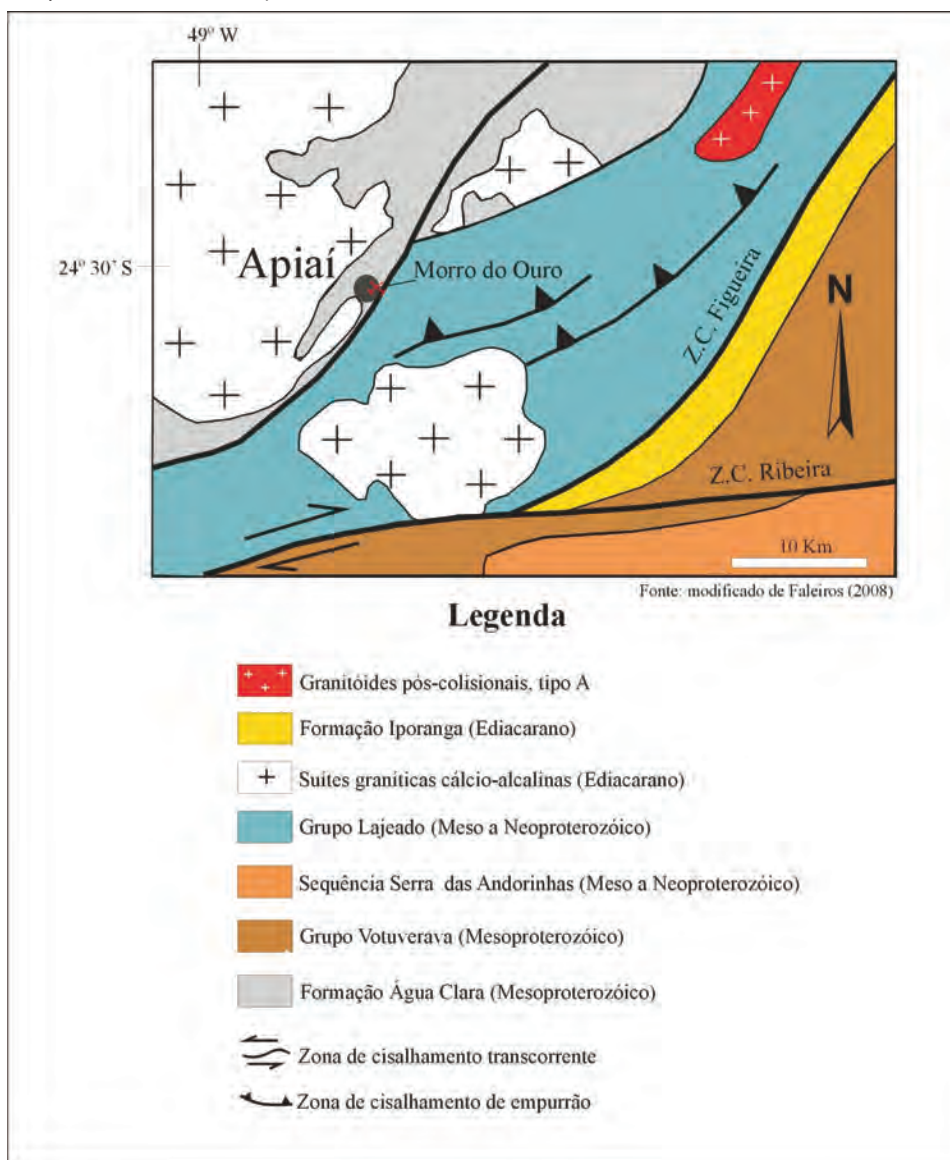 49º W
24º 30' S
Apiaí
Morro do Ouro
Z.C. Figueira
N
Z.C. Ribeira
10 Km
Fonte: modificado de Faleiros (2008)
Legenda
Granitóides pós-colisionais, tipo A
Formação Iporanga (Ediacarano)
Suítes graníticas cálcio-alcalinas (Ediacarano)
Grupo Lajeado (Meso a Neoproterozóico)
Sequência Serra das Andorinhas (Meso a Neoproterozóico)
Grupo Votuverava (Mesoproterozóico)
Formação Água Clara (Mesoproterozóico)
Zona de cisalhamento transcorrente
Zona de cisalhamento de empurrão